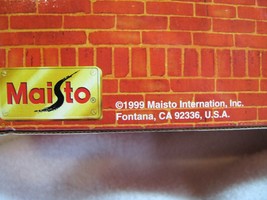 Maisto®
©1999 Maisto Internation, Inc.
Fontana, CA 92336, U.S.A.